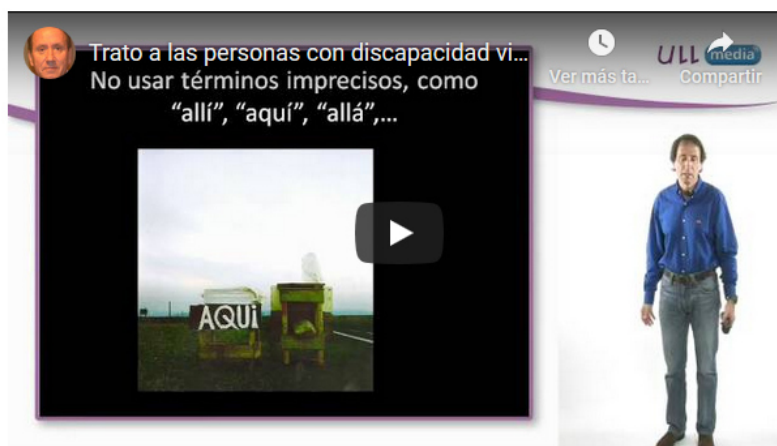 Trato a las personas con discapacidad vi...
No usar términos imprecisos, como
“allí”, “aquí”, “allá”,...
Ver más ta...
Compartir
ULL media
AQUi